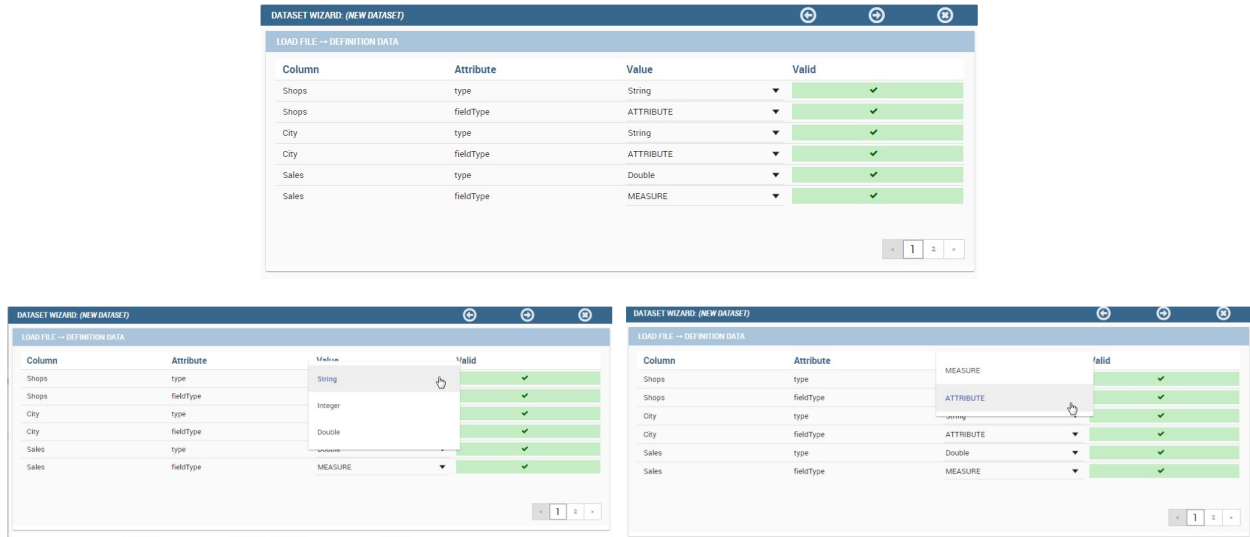 DATASET WIZARD: (NEW DATASET)
LOAD FILE → DEFINITION DATA
Column Attribute Value Valid
Shops type String
Shops fieldType ATTRIBUTE
City type String
City fieldType ATTRIBUTE
Sales type Double
Sales fieldType MEASURE
< 1 2 >
DATASET WIZARD: (NEW DATASET)
LOAD FILE → DEFINITION DATA
Column Attribute Value Valid
Shops type String
Shops fieldType
Integer
City type
City fieldType Double
Sales type Double
Sales fieldType MEASURE
< 1 2 >
DATASET WIZARD: (NEW DATASET)
LOAD FILE → DEFINITION DATA
Column Attribute Valid
MEASURE
Shops type
Shops fieldType ATTRIBUTE
City type String
City fieldType ATTRIBUTE
Sales type Double
Sales fieldType MEASURE
< 1 2 >